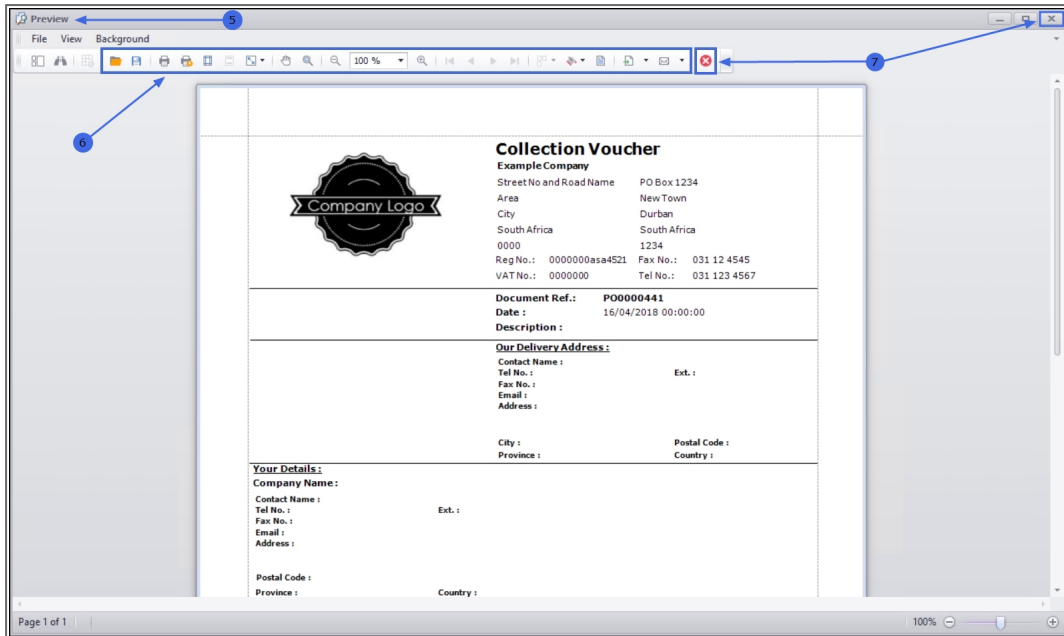 Preview
5
File View Background
100 %
7
6
Company Logo
Collection Voucher
Example Company
Street No and Road Name PO Box 1234
Area New Town
City Durban
South Africa South Africa
0000 1234
Reg No.: 0000000asa4521 Fax No.: 031 12 4545
VAT No.: 0000000 Tel No.: 031 123 4567
Document Ref.: PO0000441
Date : 16/04/2018 00:00:00
Description :
Our Delivery Address :
Contact Name :
Tel No. : Ext. :
Fax No. :
Email :
Address :
City : Postal Code :
Province : Country :
Your Details :
Company Name :
Contact Name :
Tel No. : Ext. :
Fax No. :
Email :
Address :
Postal Code :
Province : Country :
Page 1 of 1 100%